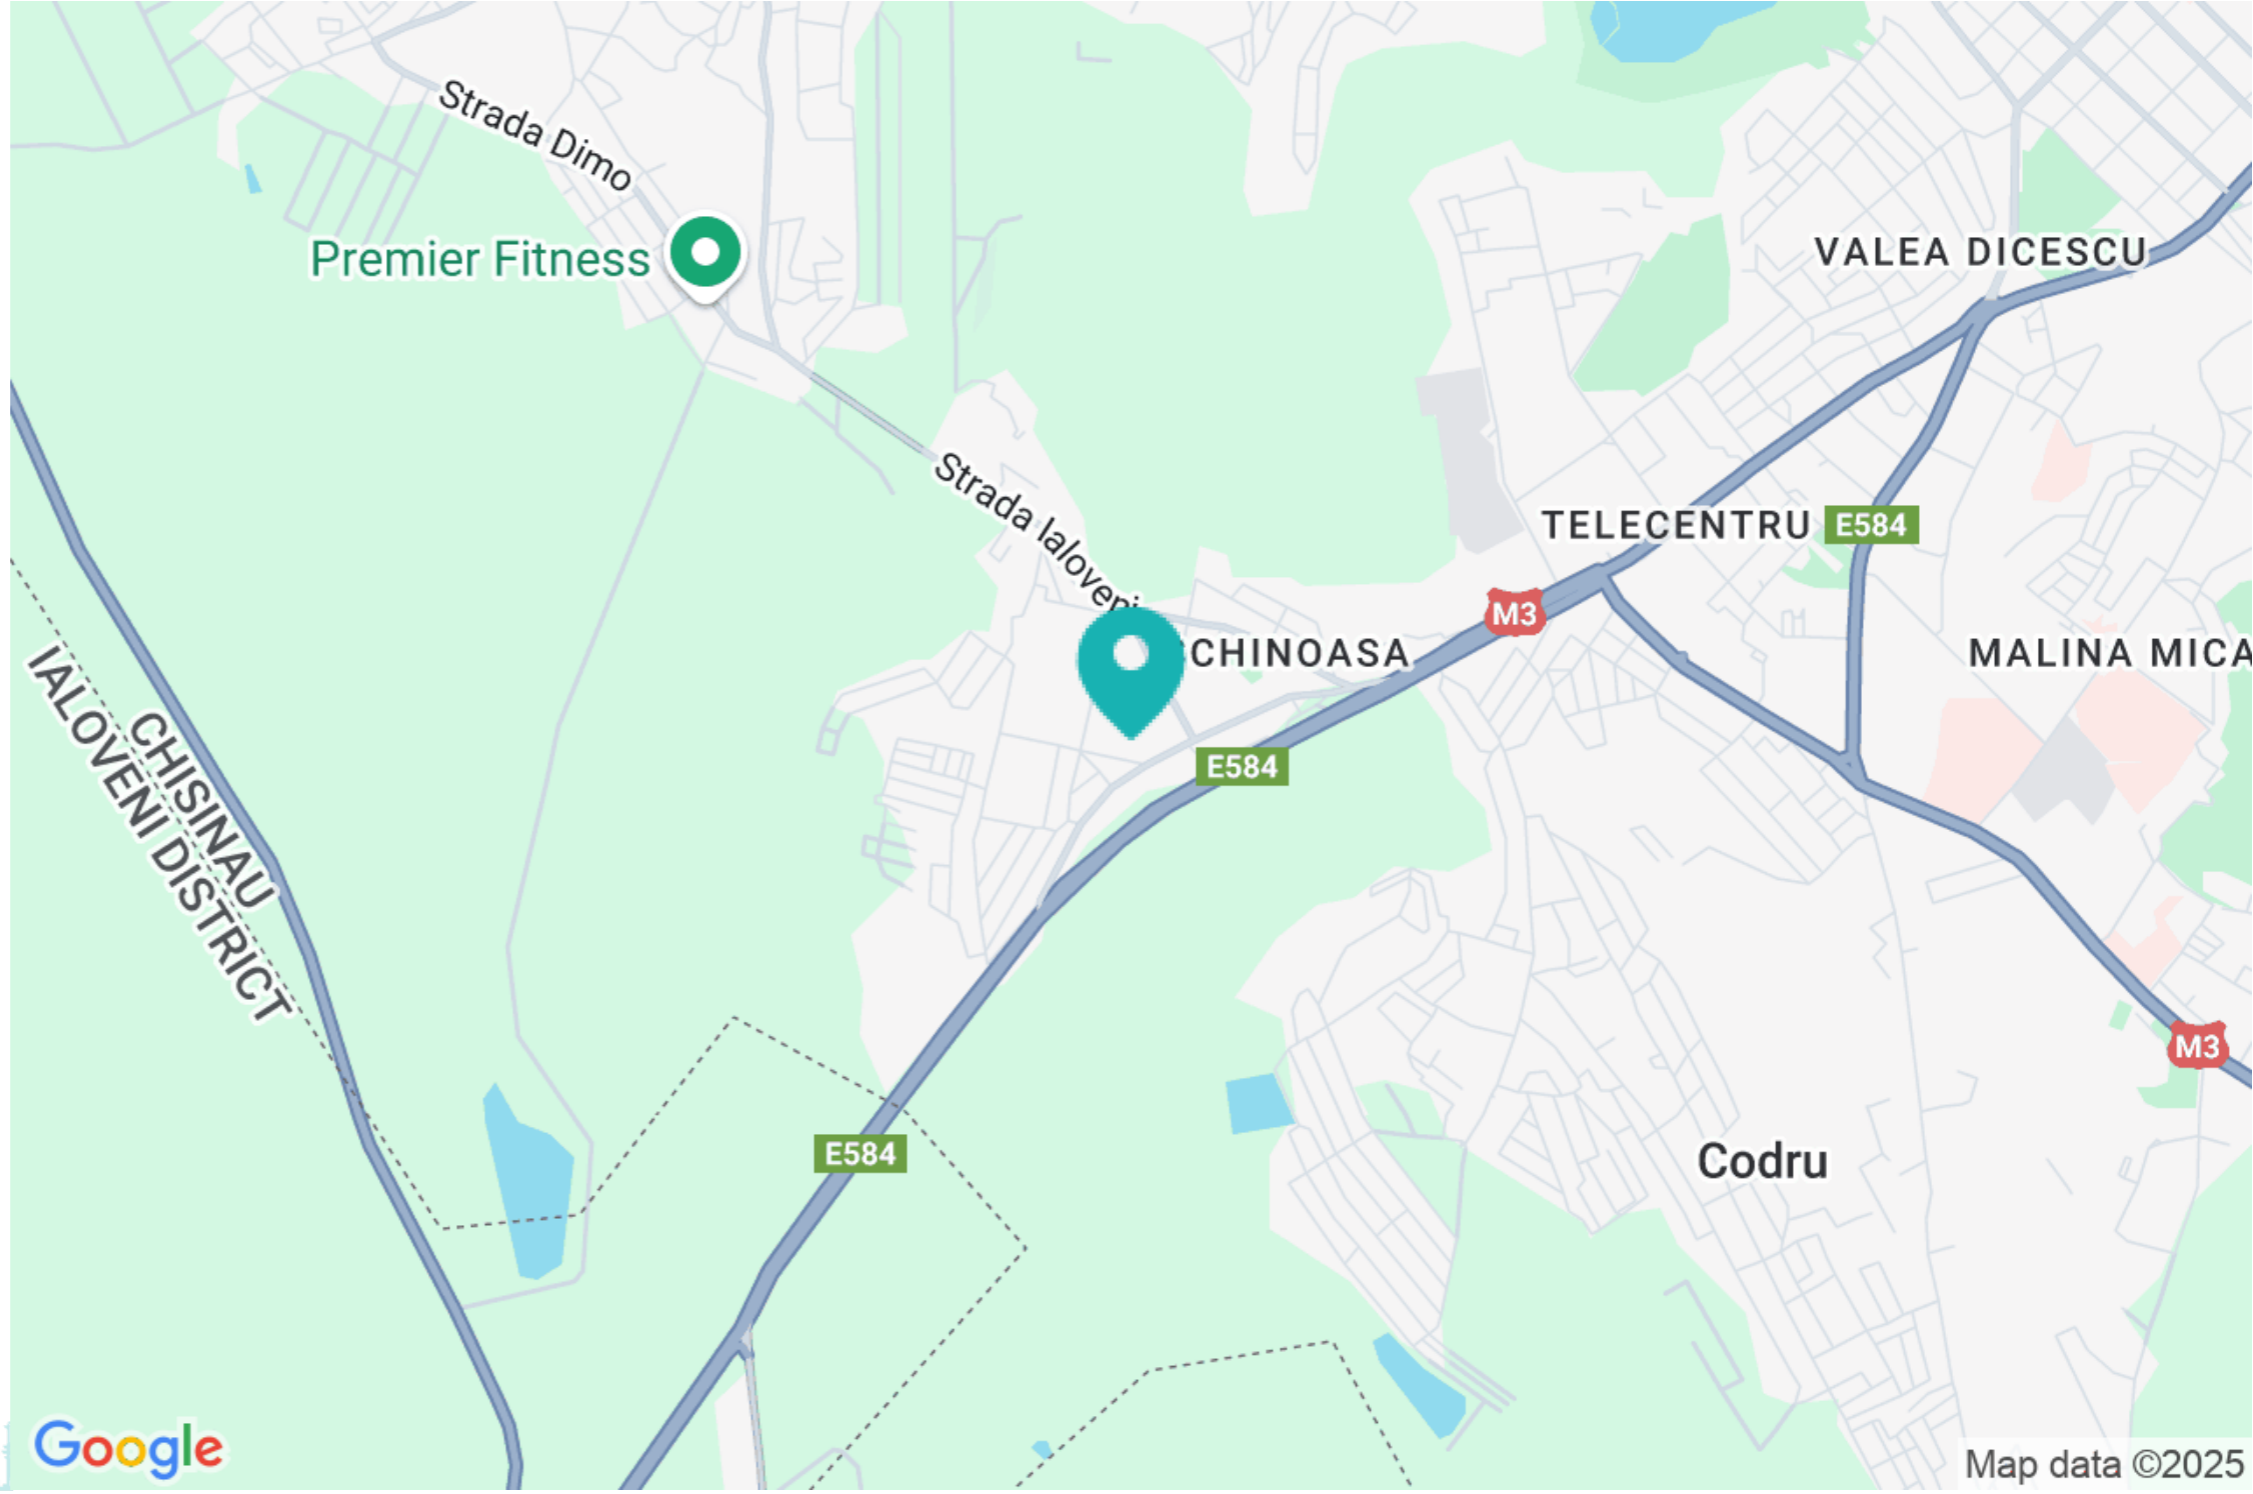 Strada Dimo
Premier Fitness
VALEA DICESCU
Strada Ialoveni
TELECENTRU
E584
M3
CHINOASA
MALINA MICA
CHISINAU
IALOVENI DISTRICT
E584
M3
E584
Codru
Google
Map data ©2025